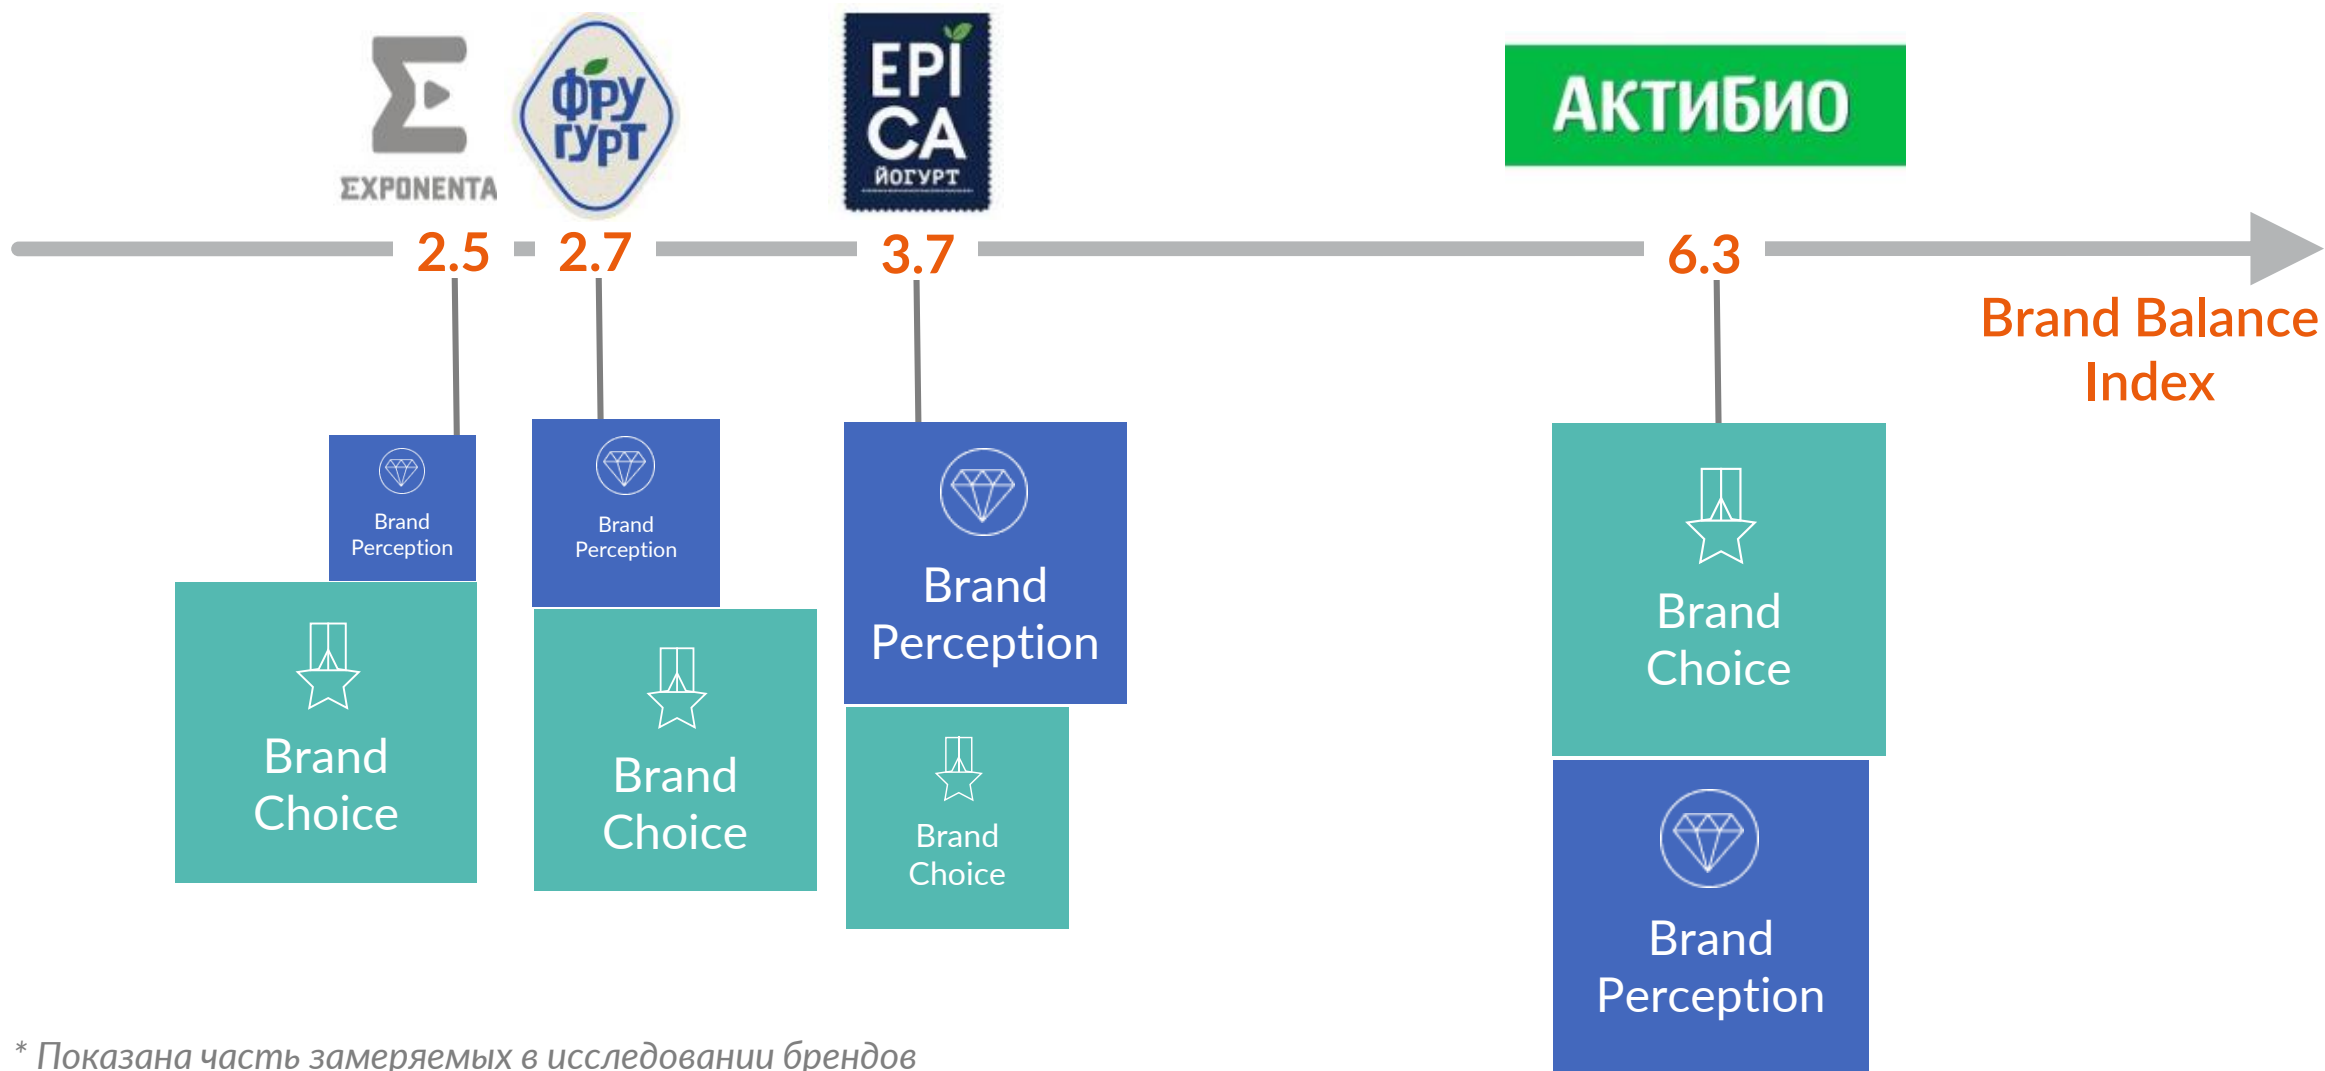 ΣXPONENTA
ФРУ
ГУРТ
EPI
CA
ЙОГУРТ
АКТИБИО
2.5
2.7
3.7
6.3
Brand Balance
Index
Brand
Perception
Brand
Choice
Brand
Perception
Brand
Choice
Brand
Perception
Brand
Choice
Brand
Choice
Brand
Perception
* Показана часть замеряемых в исследовании брендов